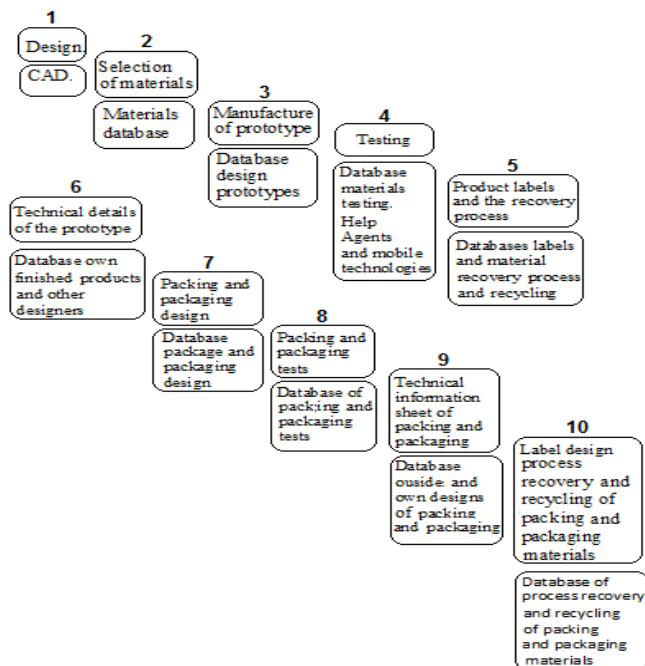 1
Design.
CAD.
2
Selection
of materials
Materials
database
3
Manufacture
of prototype
Database
design
prototypes
4
Testing
Database
materials
testing.
Help
Agents
and mobile
technologies
5
Product labels
and the recovery
process
Databases labels
and material
recovery process
and recycling
6
Technical details
of the prototype
Database own
finished products
and other
designers
7
Packing and
packaging
design
Database
package and
packaging
design
8
Packing and
packaging
tests
Database of
packing and
packaging
tests
9
Technical
information
sheet of
packing and
packaging
Database
ouside: and
own designs
of packing
and packaging
10
Label design
process
recovery and
recycling of
packing and
packaging
materials
Database of
process recovery
and recycling
of packing
and packaging
materials